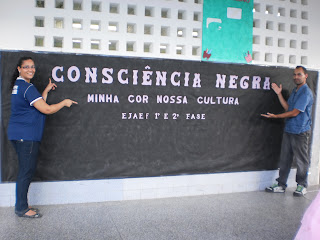 CONSCIÊNCIA NEGRA
MINHA COR NOSSA CULTURA
EJAEF 1ª E 2ª FASE